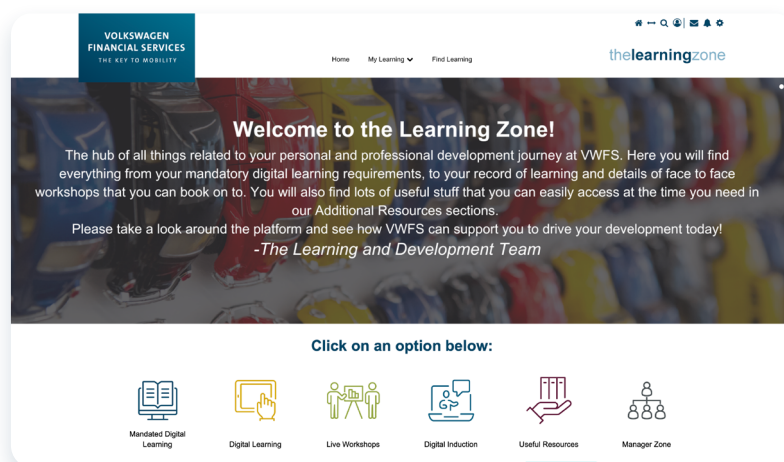 VOLKSWAGEN
FINANCIAL SERVICES
THE KEY TO MOBILITY
Home My Learning Find Learning
thelearningzone
Welcome to the Learning Zone!
The hub of all things related to your personal and professional development journey at VWFS. Here you will find
everything from your mandatory digital learning requirements, to your record of learning and details of face to face
workshops that you can book on to. You will also find lots of useful stuff that you can easily access at the time you need in
our Additional Resources sections.
Please take a look around the platform and see how VWFS can support you to drive your development today!
-The Learning and Development Team
Click on an option below:
Mandated Digital
Learning
Digital Learning
Live Workshops
Digital Induction
Useful Resources
Manager Zone